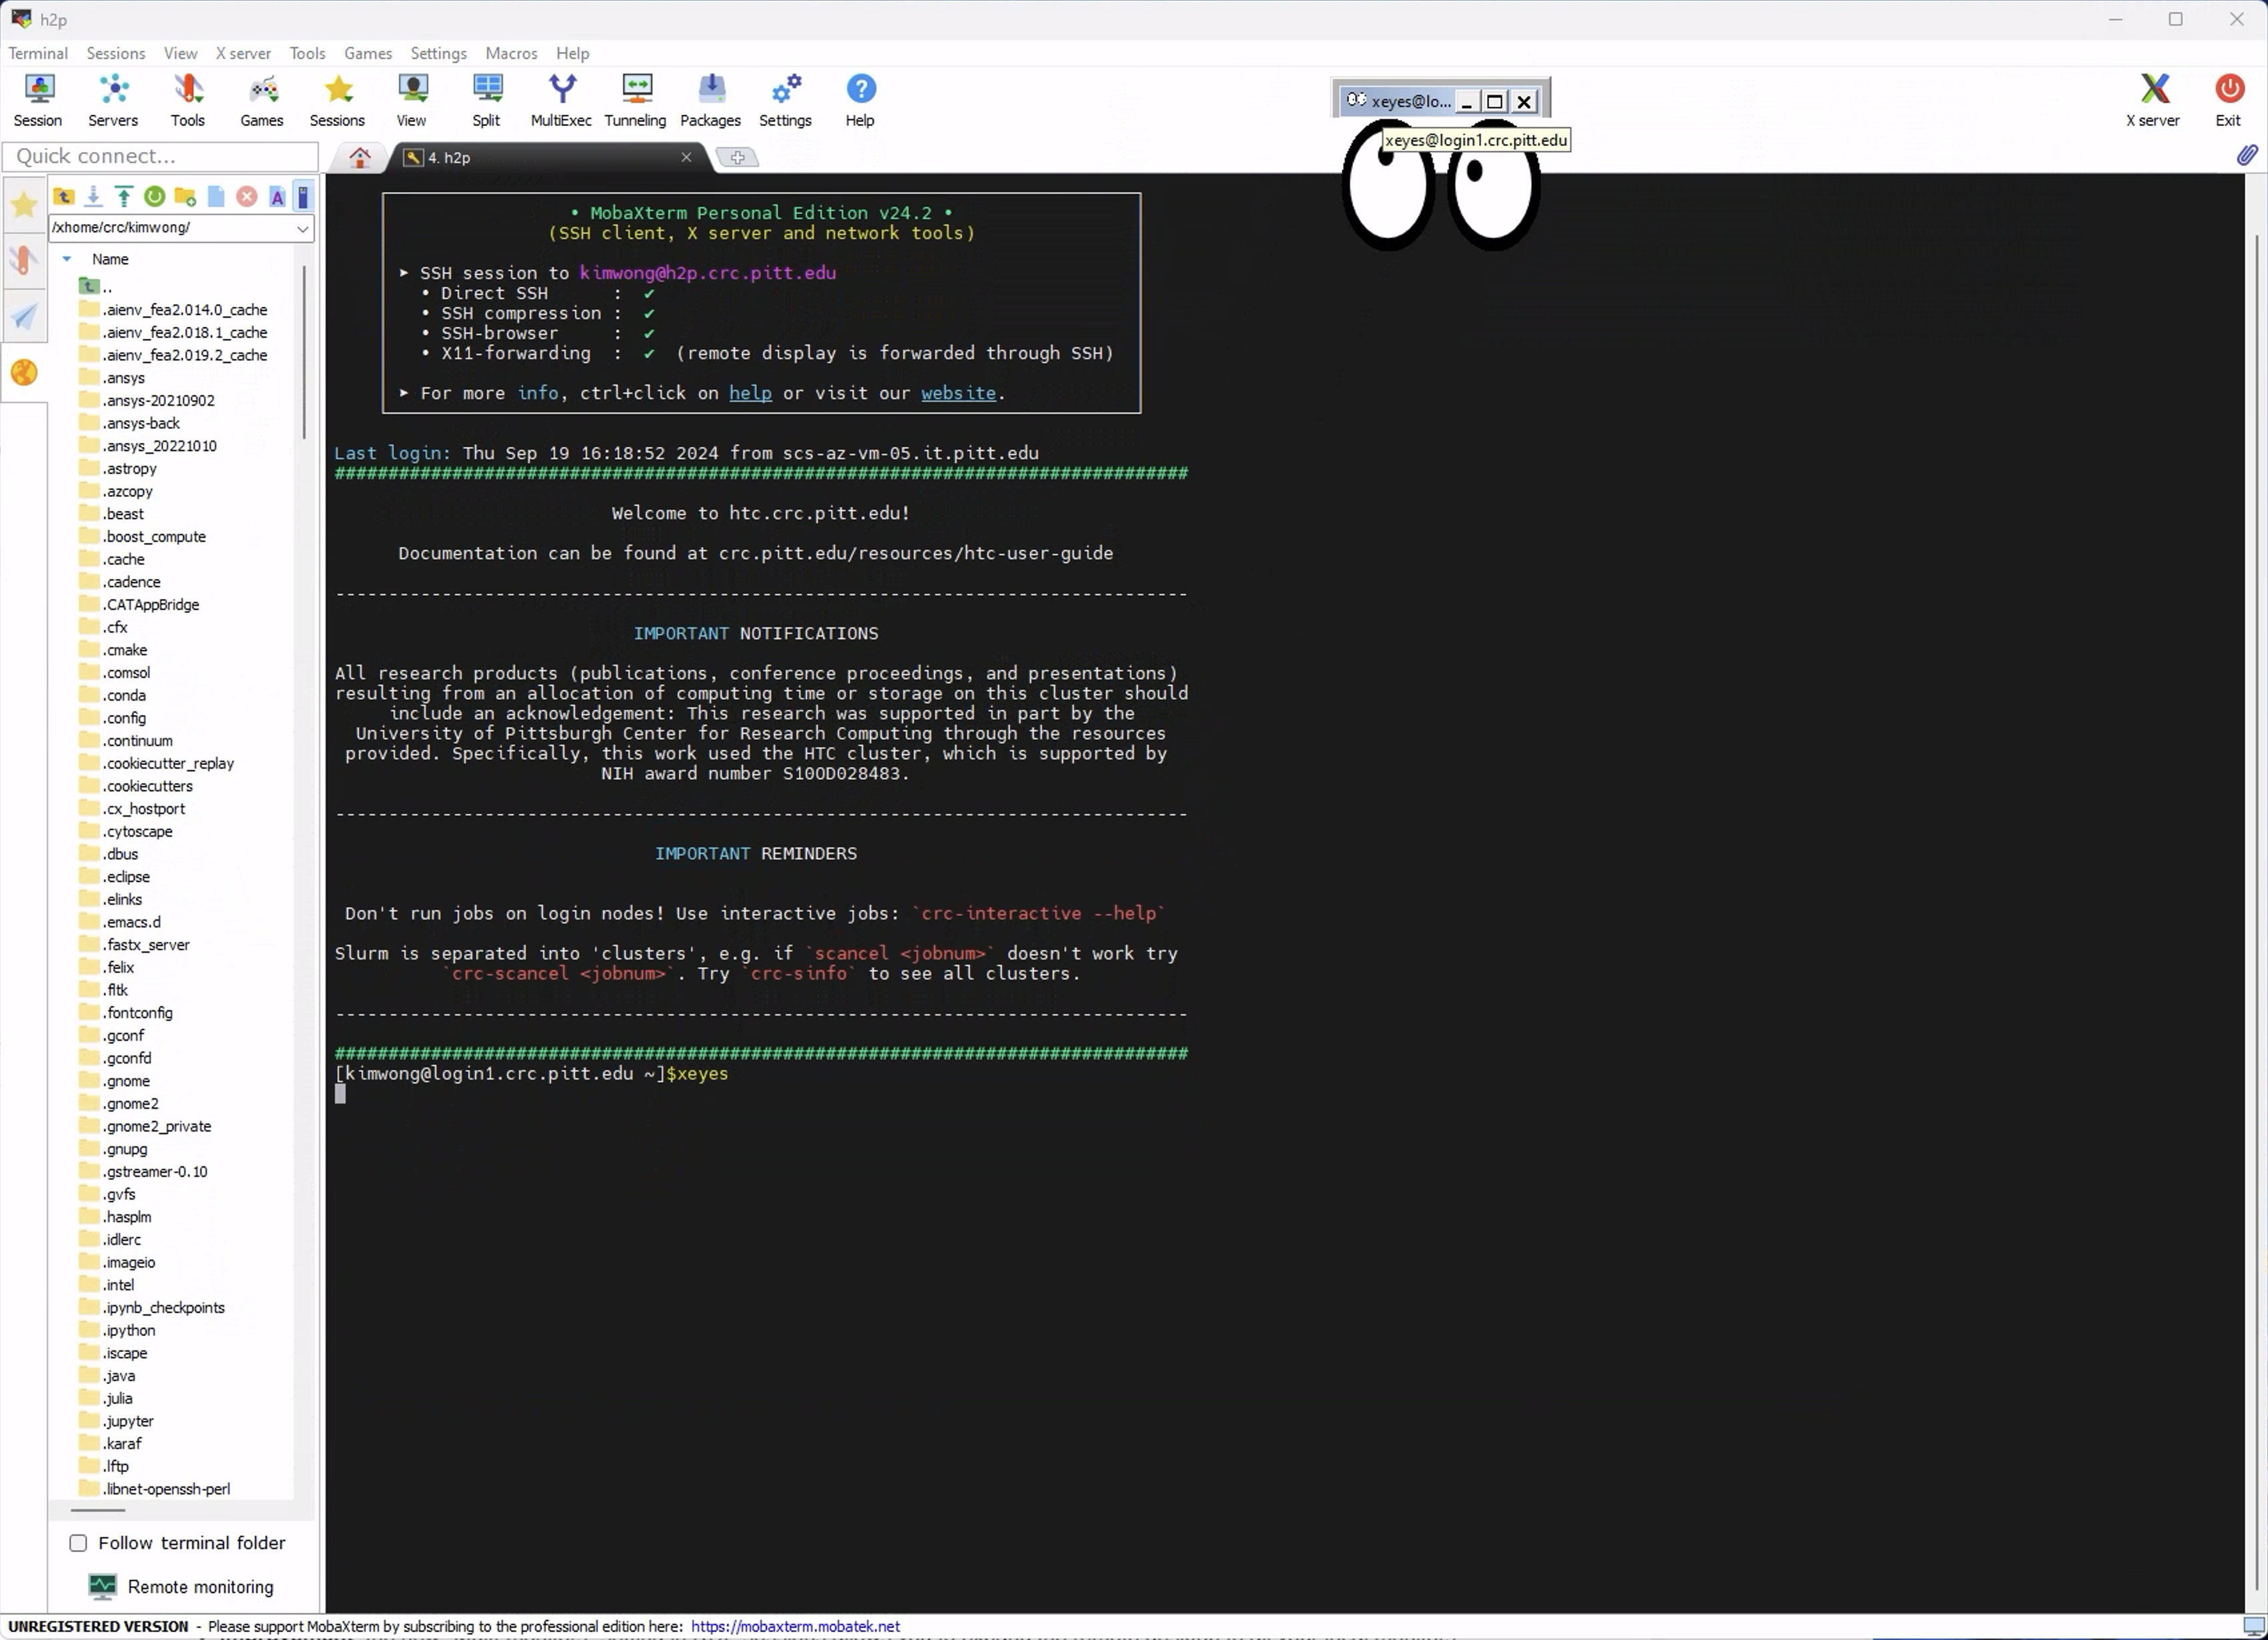 h2p
Terminal Sessions View X server Tools Games Settings Macros Help
Session Servers Tools Games Sessions View Split MultiExec Tunneling Packages Settings Help
xeyes@lo...
xeyes@login1.crc.pitt.edu
X server Exit
Quick connect...
4. h2p
/xhome/crc/kimwong/
Name
..
.aienv_fea2.014.0_cache
.aienv_fea2.018.1_cache
.aienv_fea2.019.2_cache
.ansys
.ansys-20210902
.ansys-back
.ansys_20221010
.astropy
.azcopy
.beast
.boost_compute
.cache
.cadence
.CATAppBridge
.cfx
.cmake
.comsol
.conda
.config
.continuum
.cookiecutter_replay
.cookiecutters
.cx_hostport
.cytoscape
.dbus
.eclipse
.elinks
.emacs.d
.fastx_server
.felix
.fltk
.fontconfig
.gconf
.gconfd
.gnome
.gnome2
.gnome2_private
.gnupg
.gstreamer-0.10
.gvfs
.hasplm
.idlerc
.imageio
.intel
.ipynb_checkpoints
.ipython
.iscape
.java
.julia
.jupyter
.karaf
.lftp
.libnet-openssh-perl
Follow terminal folder
Remote monitoring
• MobaXterm Personal Edition v24.2 •
(SSH client, X server and network tools)
➤ SSH session to kimwong@h2p.crc.pitt.edu
• Direct SSH : ✔
• SSH compression : ✔
• SSH-browser : ✔
• X11-forwarding : ✔ (remote display is forwarded through SSH)
➤ For more info, ctrl+click on help or visit our website.
Last login: Thu Sep 19 16:18:52 2024 from scs-az-vm-05.it.pitt.edu
################################################################################
Welcome to htc.crc.pitt.edu!
Documentation can be found at crc.pitt.edu/resources/htc-user-guide
--------------------------------------------------------------------------------
IMPORTANT NOTIFICATIONS
All research products (publications, conference proceedings, and presentations)
resulting from an allocation of computing time or storage on this cluster should
include an acknowledgement: This research was supported in part by the
University of Pittsburgh Center for Research Computing through the resources
provided. Specifically, this work used the HTC cluster, which is supported by
NIH award number S10OD028483.
--------------------------------------------------------------------------------
IMPORTANT REMINDERS
Don't run jobs on login nodes! Use interactive jobs: `crc-interactive --help`
Slurm is separated into 'clusters', e.g. if `scancel <jobnum>` doesn't work try
`crc-scancel <jobnum>`. Try `crc-sinfo` to see all clusters.
--------------------------------------------------------------------------------
################################################################################
[kimwong@login1.crc.pitt.edu ~]$xeyes
UNREGISTERED VERSION - Please support MobaXterm by subscribing to the professional edition here: https://mobaxterm.mobatek.net